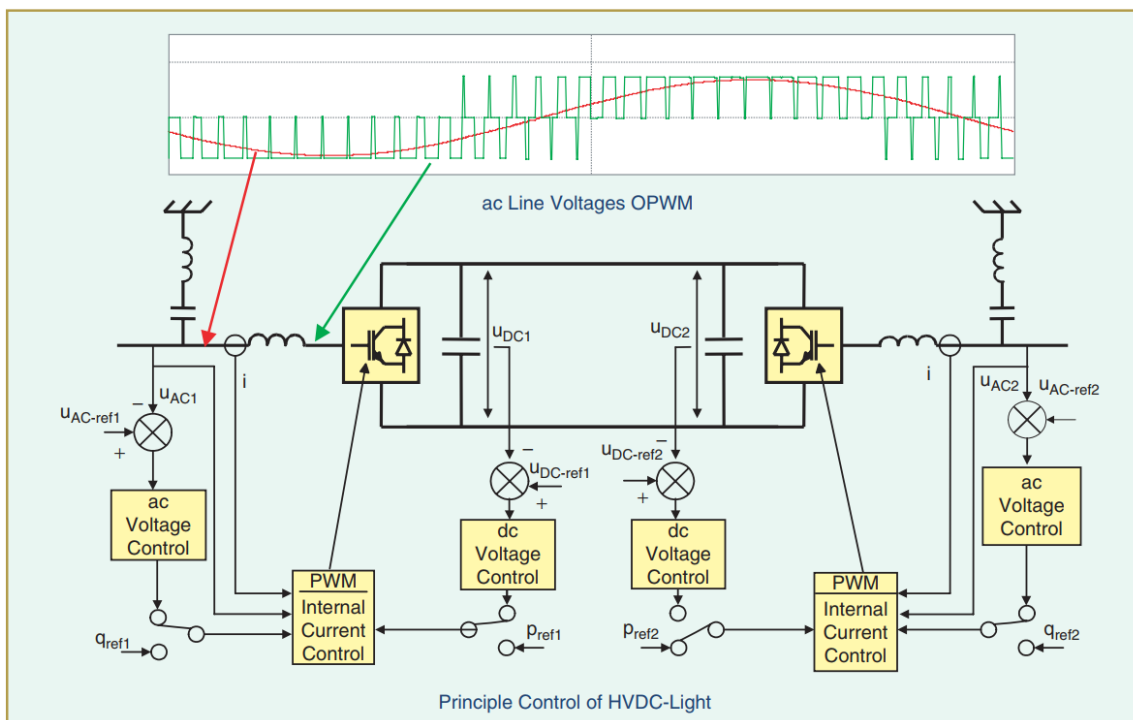 ac Line Voltages OPWM
uDC1
uDC2
i
i
uAC1
uAC2
uAC-ref2
uAC-ref1
−
+
−
−
uDC-ref1
uDC-ref2
+
+
ac
Voltage
Control
dc
Voltage
Control
dc
Voltage
Control
ac
Voltage
Control
PWM
Internal
Current
Control
PWM
Internal
Current
Control
qref1
pref1
pref2
qref2
Principle Control of HVDC-Light